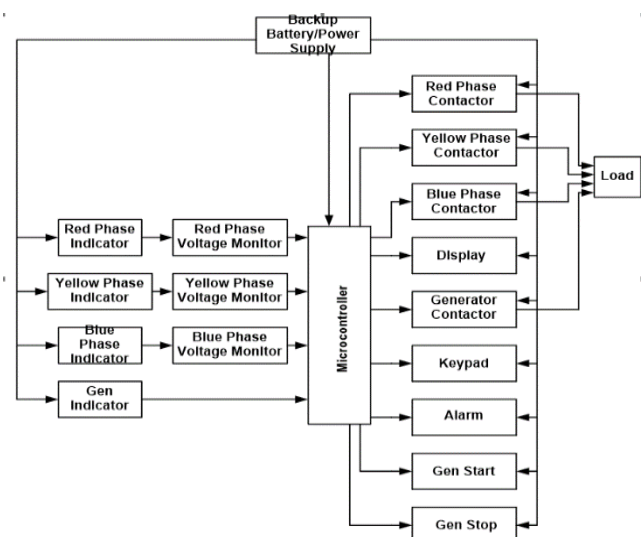 Backup
Battery/Power
Supply
Red Phase
Contactor
Yellow Phase
Contactor
Load
Blue Phase
Contactor
Red Phase
Indicator
Red Phase
Voltage Monitor
DIsplay
Yellow Phase
Indicator
Yellow Phase
Voltage Monitor
Microcontroller
Generator
Contactor
Blue
Phase
Indicator
Blue Phase
Voltage Monitor
Keypad
Gen
Indicator
Alarm
Gen Start
Gen Stop